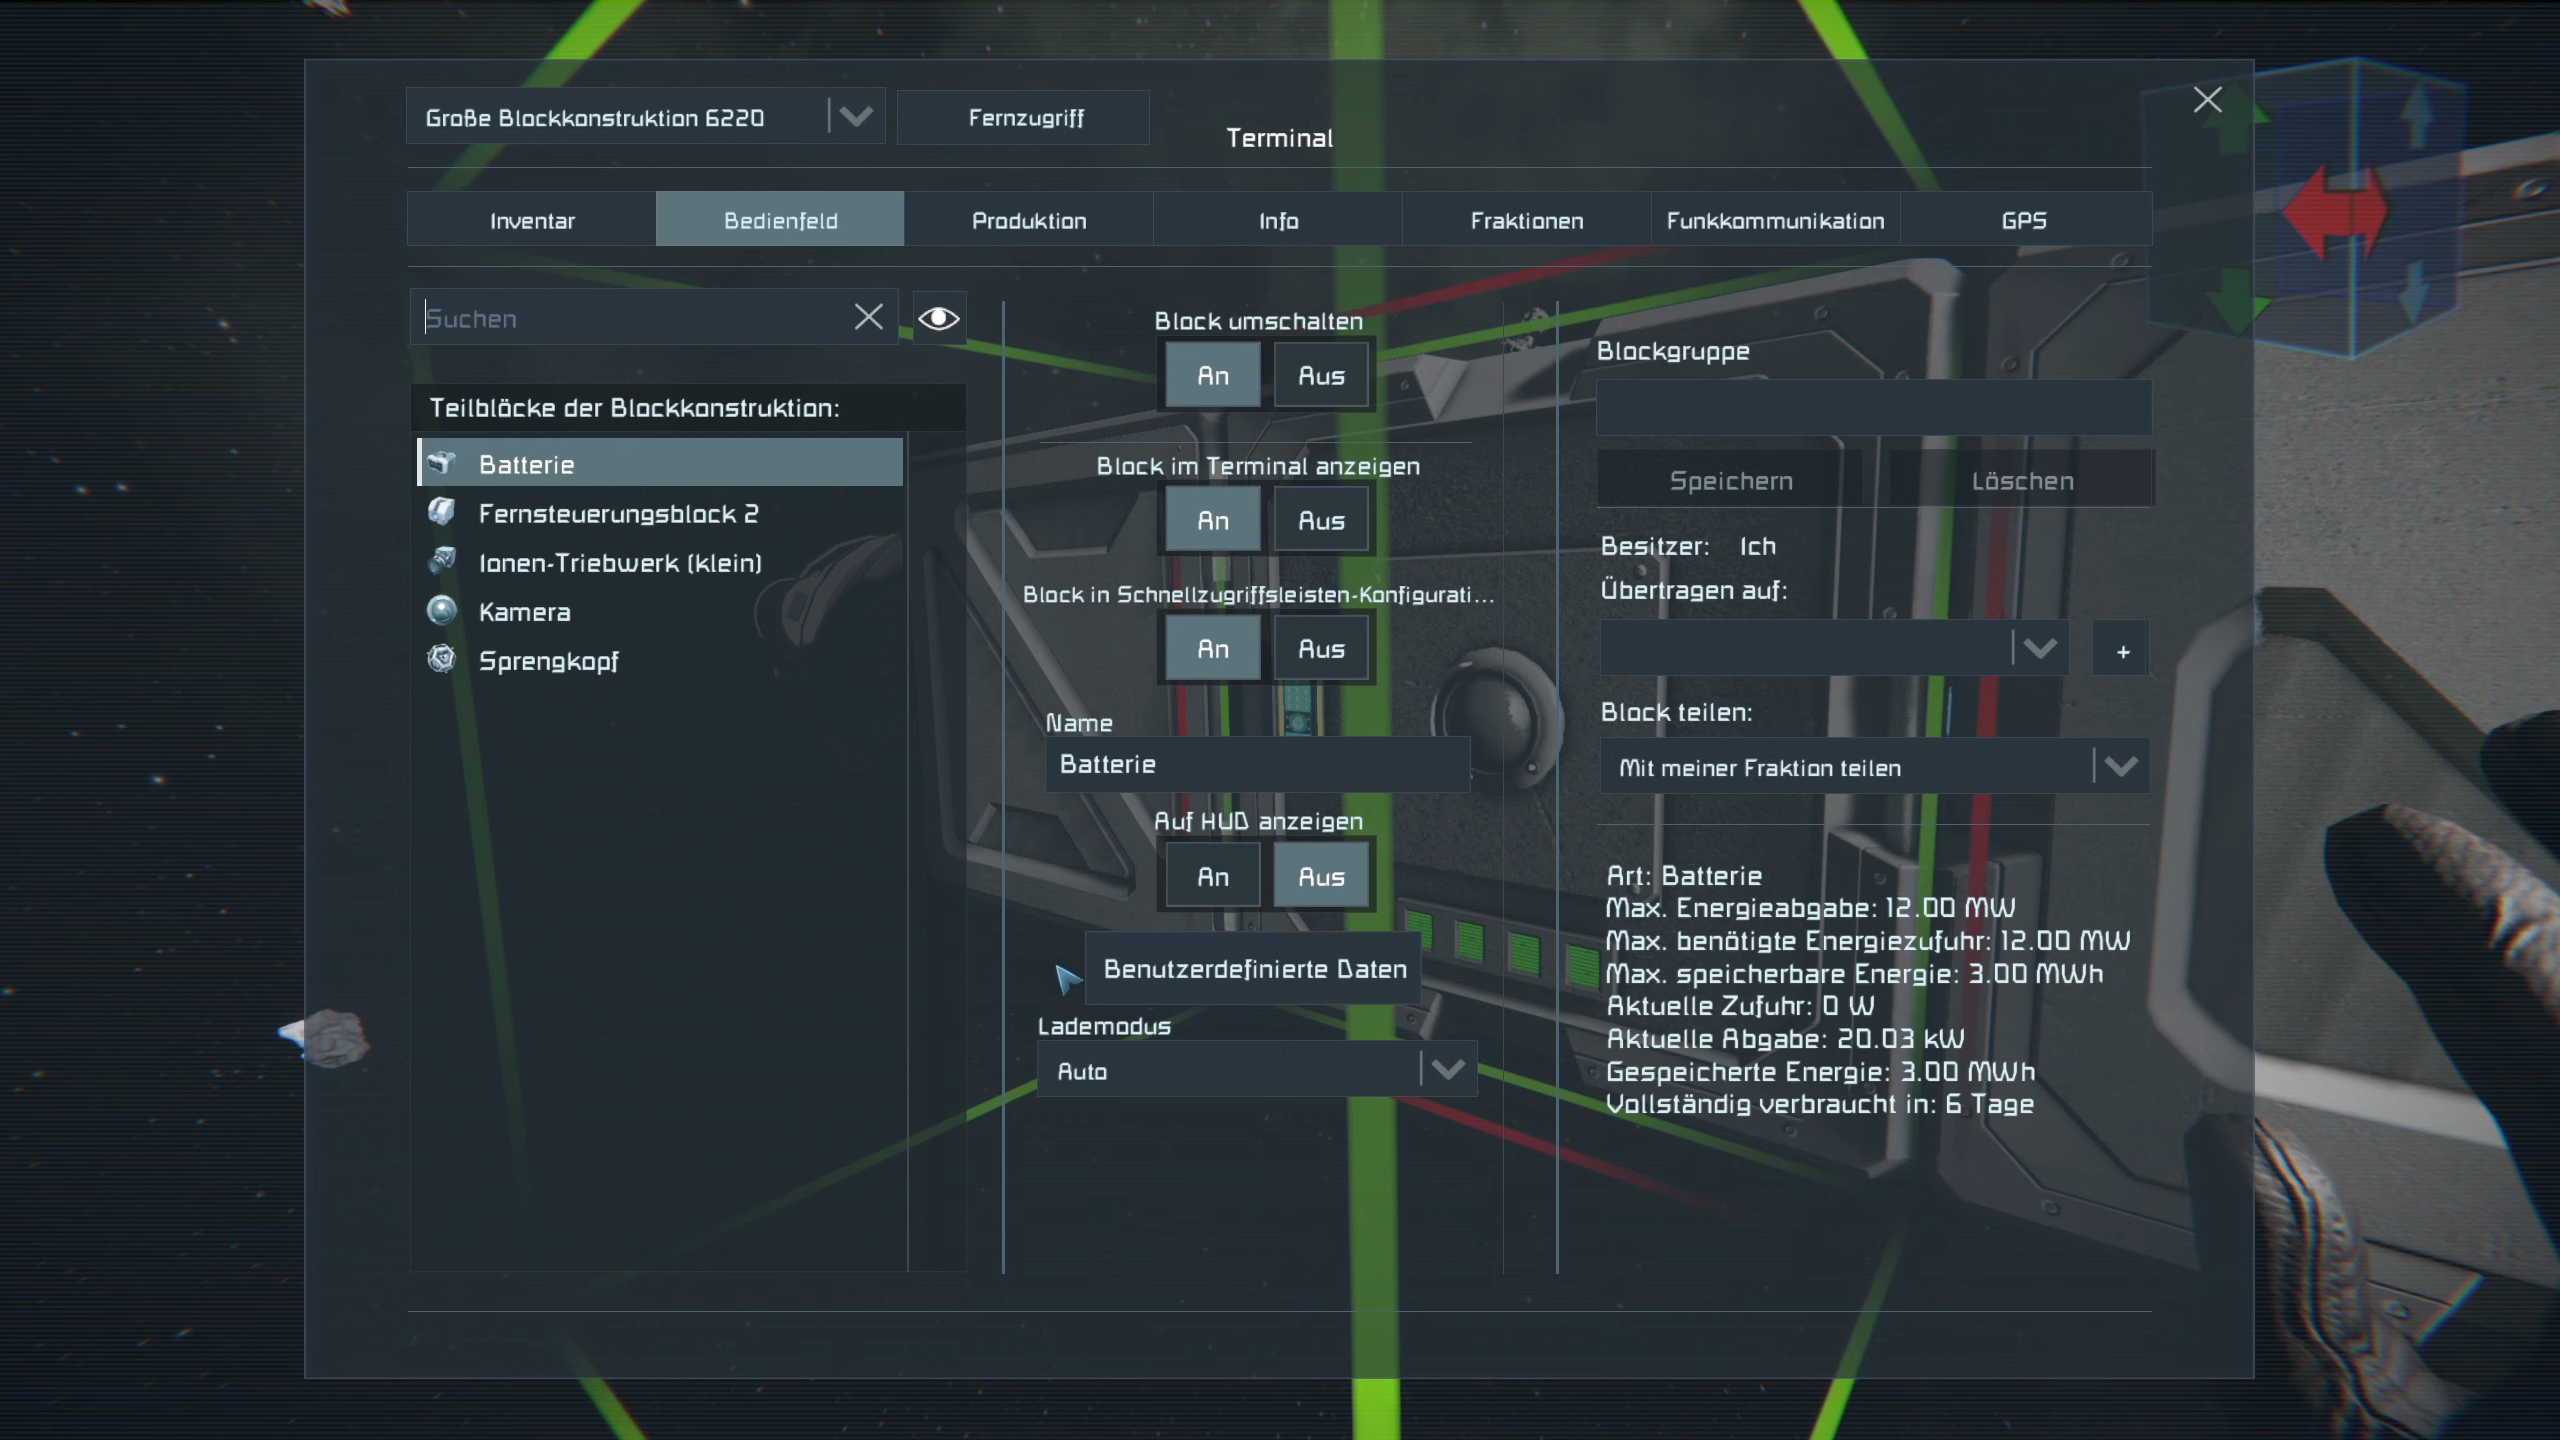 Große Blockkonstruktion 6220
Fernzugriff
Terminal
Inventar
Bedienfeld
Produktion
Info
Fraktionen
Funkkommunikation
GPS
Suchen
Teilblöcke der Blockkonstruktion:
Batterie
Fernsteuerungsblock 2
Ionen-Triebwerk (klein)
Kamera
Sprengkopf
Block umschalten
An
Aus
Block im Terminal anzeigen
An
Aus
Block in Schnellzugriffsleisten-Konfigurati...
An
Aus
Name
Batterie
Auf HUD anzeigen
An
Aus
Benutzerdefinierte Daten
Lademodus
Auto
Blockgruppe
Speichern
Löschen
Besitzer: Ich
Übertragen auf:
+
Block teilen:
Mit meiner Fraktion teilen
Art: Batterie
Max. Energieabgabe: 12.00 MW
Max. benötigte Energiezufuhr: 12.00 MW
Max. speicherbare Energie: 3.00 MWh
Aktuelle Zufuhr: 0 W
Aktuelle Abgabe: 20.03 kW
Gespeicherte Energie: 3.00 MWh
Vollständig verbraucht in: 6 Tage